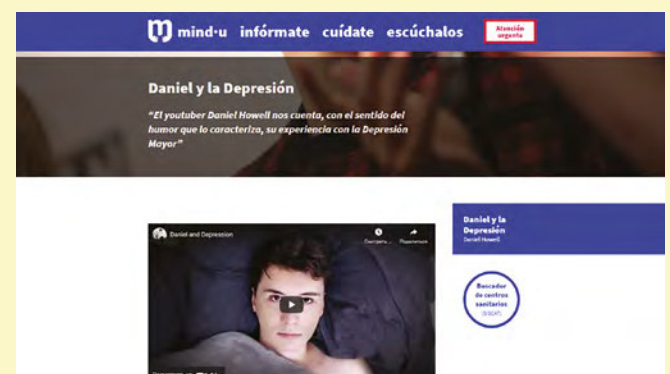 mind·u infórmate cuídate escúchalos
Atención
urgente
Daniel y la Depresión
"El youtuber Daniel Howell nos cuenta, con el sentido del
humor que lo caracteriza, su experiencia con la Depresión
Mayor"
Daniel and Depression
Смотреть... Поделиться
Daniel y la
Depresión
Daniel Howell
Buscador
de centros
sanitarios